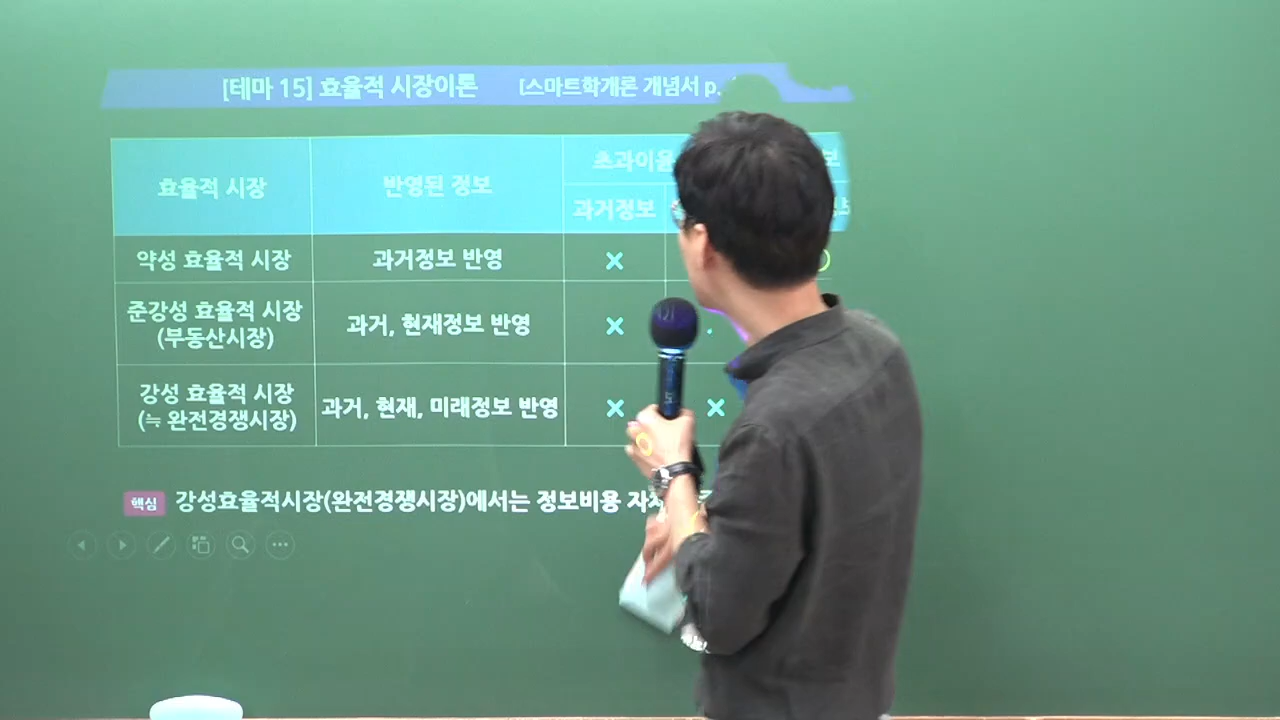 [테마 15] 효율적 시장이론 [스마트학개론 개념서 p.
효율적 시장
반영된 정보
초과이윤
과거정보
약성 효율적 시장
과거정보 반영
×
○
준강성 효율적 시장
(부동산시장)
과거, 현재정보 반영
×
강성 효율적 시장
(≒ 완전경쟁시장)
과거, 현재, 미래정보 반영
×
×
핵심 강성효율적시장(완전경쟁시장)에서는 정보비용